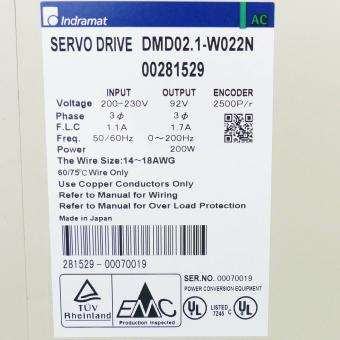 Indramat
AC
SERVO DRIVE DMD02.1-W022N
00281529
INPUT OUTPUT ENCODER
Voltage 200-230V 92V 2500P/r
Phase 3ø 3ø
F.L.C 1.1A 1.7A
Freq. 50/60Hz 0~200Hz
Power 200W
The Wire Size:14~18AWG
60/75℃ Wire Only
Use Copper Conductors Only
Refer to Manual for Wiring
Refer to Manual for Over Load Protection
Made in Japan
281529-00070019
SER.NO. 00070019
POWER CONVERSION EQUIPMENT
TÜV
Rheinland
EMC
Production Inspected
UL LISTED 7245 C UL